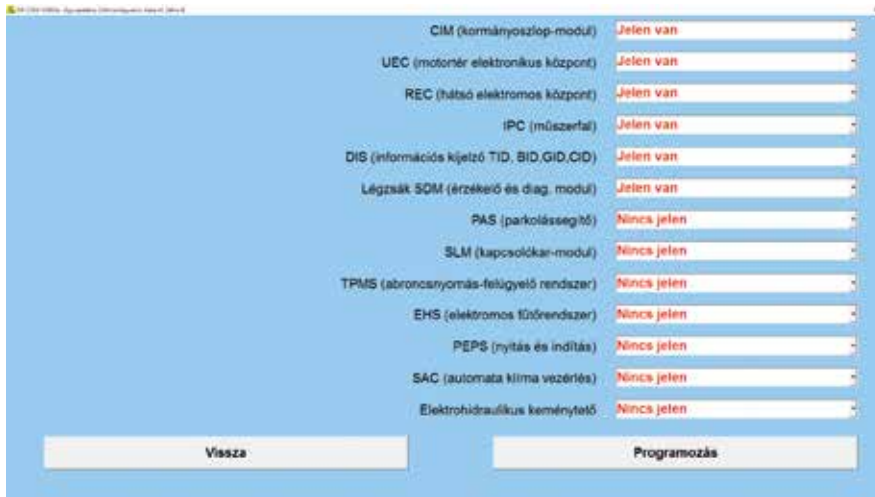 CIM (kormányoszlop-modul) Jelen van
UEC (motortér elektronikus központ) Jelen van
REC (hátsó elektromos központ) Jelen van
IPC (műszerfal) Jelen van
DIS (információs kijelző TID, BID,GID,CID) Jelen van
Légzsák SDM (érzékelő és diag. modul) Jelen van
PAS (parkolássegítő) Nincs jelen
SLM (kapcsolókar-modul) Nincs jelen
TPMS (abroncsnyomás-felügyelő rendszer) Nincs jelen
EHS (elektromos fűtőrendszer) Nincs jelen
PEPS (nyitás és indítás) Nincs jelen
SAC (automata klíma vezérlés) Nincs jelen
Elektrohidraulikus keménytető Nincs jelen
Vissza Programozás